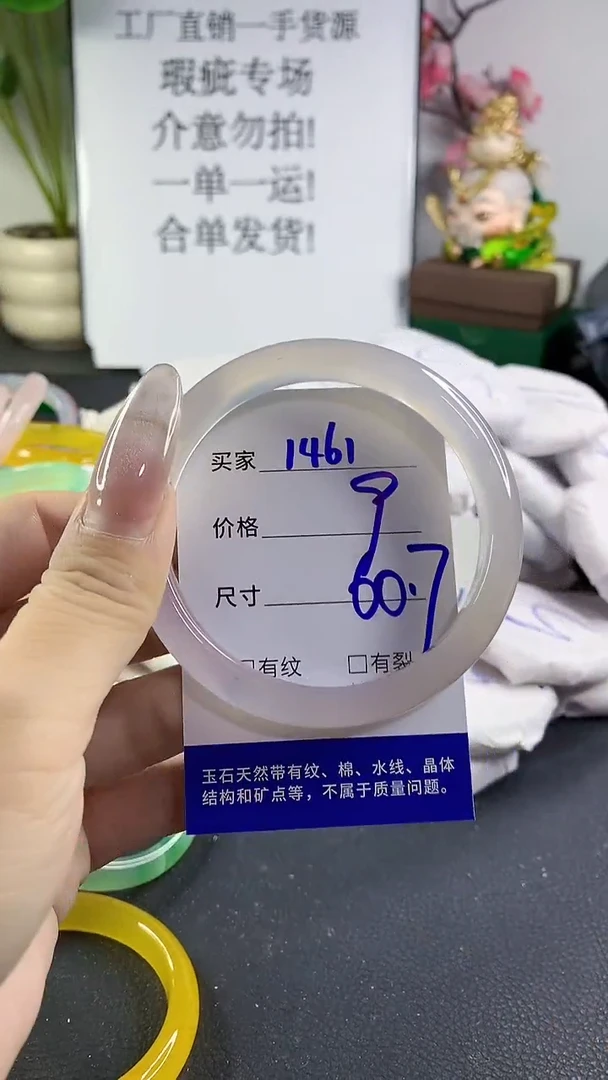 工厂直销一手货源
瑕疵专场
介意勿拍!
一单一运!
合单发货!
买家 1461
价格 9
尺寸 60.7
□有纹 □有裂
玉石天然带有纹、棉、水线、晶体
结构和矿点等，不属于质量问题。